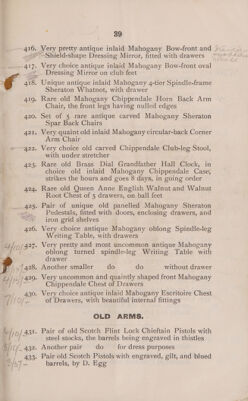 39
416. Very pretty antique inlaid Mahogany Bow-front and
Shield-shape Dressing Mirror, fitted with drawers
417. Very choice antique inlaid Mahogany Bow-front oval
Dressing Mirror on club feet
418. Unique antique inlaid Mahogany 4-tier Spindle-frame
Sheraton Whatnot, with drawer
419. Rare old Mahogany Chippendale Horn Back Arm
Chair, the front legs having nulled edges
420. Set of 5 rare antique carved Mahogany Sheraton
Spar Back Chairs
421. Very quaint old inlaid Mahogany circular-back Corner
Arm Chair
422. Very choice old carved Chippendale Club-leg Stool,
with under stretcher
423. Rare old Brass Dial Grandfather Hall Clock, in
choice old inlaid Mahogany Chippendale Case,
strikes the hours and goes 8 days, in going order
424. Rare old Queen Anne English Walnut and Walnut
Root Chest of 5 drawers, on ball feet
425. Pair of unique old panelled Mahogany Sheraton
Pedestals, fitted with doors, enclosing drawers, and
iron grid shelves
426. Very choice antique Mahogany oblong Spindle-leg
Writing Table, with drawers
427. Very pretty and most uncommon antique Mahogany
oblong turned spindle-leg Writing Table with
drawer
428. Another smaller do do without drawer
429. Very uncommon and quaintly shaped front Mahogany
Chippendale Chest of Drawers
430. Very choice antique inlaid Mahogany Escritoire Chest
of Drawers, with beautiful internal fittings
OLD ARMS.
431. Pair of old Scotch Flint Lock Chieftain Pistols with
steel stocks, the barrels being engraved in thistles
432. Another pair do for dress purposes
433. Pair of old Scotch Pistols with engraved, gilt, and blued
barrels, by D. Egg